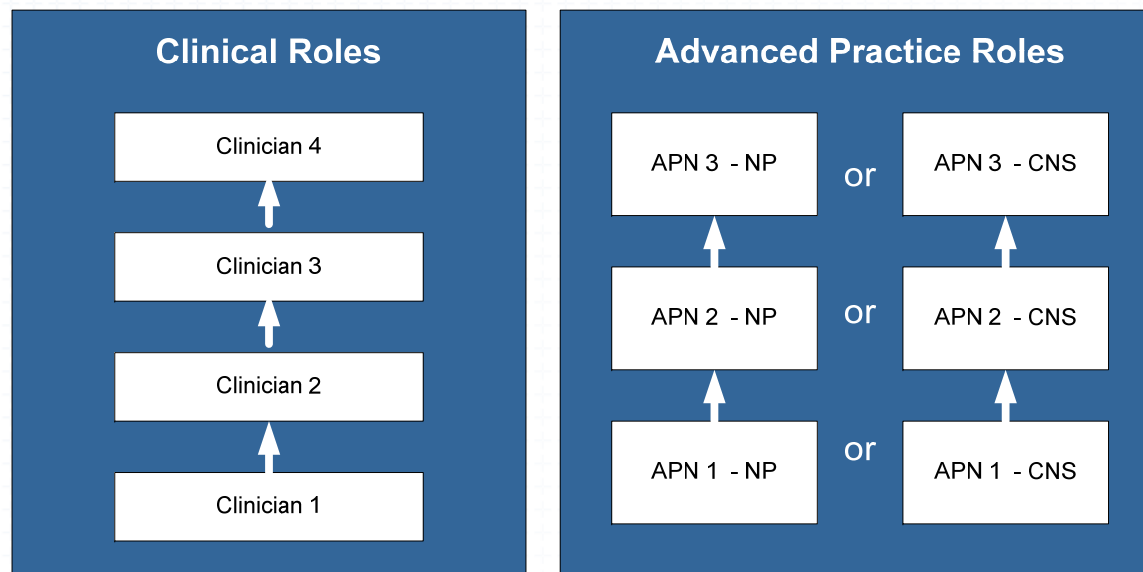 Clinical Roles
Clinician 4
Clinician 3
Clinician 2
Clinician 1
Advanced Practice Roles
APN 3 - NP or APN 3 - CNS
APN 2 - NP or APN 2 - CNS
APN 1 - NP or APN 1 - CNS